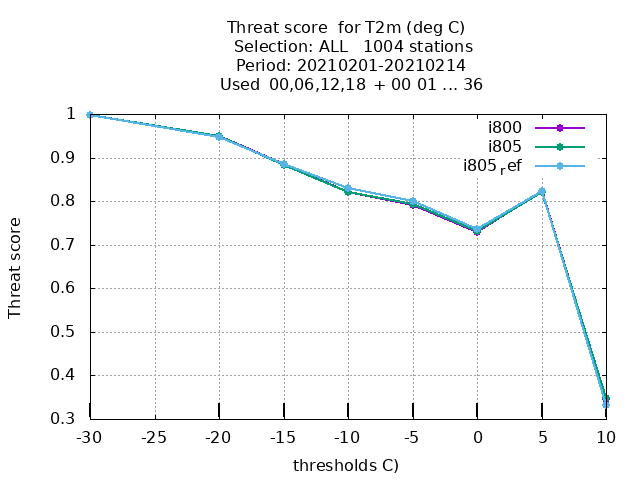 Threat score for T2m (deg C)
Selection: ALL 1004 stations
Period: 20210201-20210214
Used 00,06,12,18 + 00 01 ... 36
i800
i805
i805ref
1
0.9
0.8
0.7
0.6
0.5
0.4
0.3
Threat score
-30 -25 -20 -15 -10 -5 0 5 10
thresholds C)